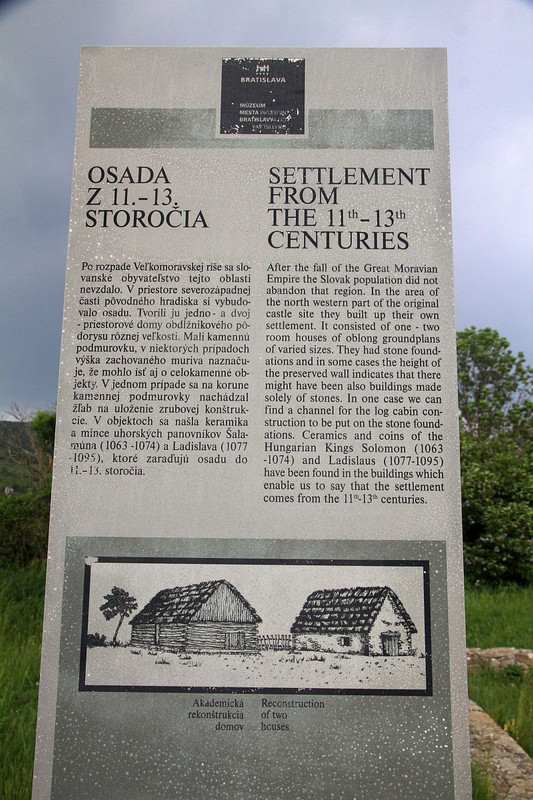 BRATISLAVA
MÚZEUM
MESTA
BRATISLAVY
OSADA
Z 11.-13.
STOROČIA
Po rozpade Veľkomoravskej ríše sa slo-
vanské obyvateľstvo tejto oblasti
nevzdalo. V priestore severozápadnej
časti pôvodného hradiska si vybudo-
valo osadu. Tvorili ju jedno - a dvoj
- priestorové domy obdĺžnikového pô-
dorysu rôznej veľkosti. Mali kamennú
podmurovku, v niektorých prípadoch
výška zachovaného muriva naznaču-
je, že mohlo ísť aj o celokamenné ob-
jekty. V jednom prípade sa na korune
kamennej podmurovky nachádzal
žľab na uloženie zrubovej konštruk-
cie. V objektoch sa našla keramika
a mince uhorských panovníkov Šala-
múna (1063 -1074) a Ladislava (1077
-1095), ktoré zaraďujú osadu do
11.-13. storočia.
SETTLEMENT
FROM
THE 11th-13th
CENTURIES
After the fall of the Great Moravian
Empire the Slovak population did not
abandon that region. In the area of
the north western part of the original
castle site they built up their own
settlement. It consisted of one - two
room houses of oblong groundplans
of varied sizes. They had stone found-
ations and in some cases the height of
the preserved wall indicates that there
might have been also buildings made
solely of stones. In one case we can
find a channel for the log cabin con-
struction to be put on the stone found-
ations. Ceramics and coins of the
Hungarian Kings Solomon (1063
-1074) and Ladislaus (1077-1095)
have been found in the buildings which
enable us to say that the settlement
comes from the 11th-13th centuries.
Akademická
rekonštrukcia
domov
Reconstruction
of two
houses